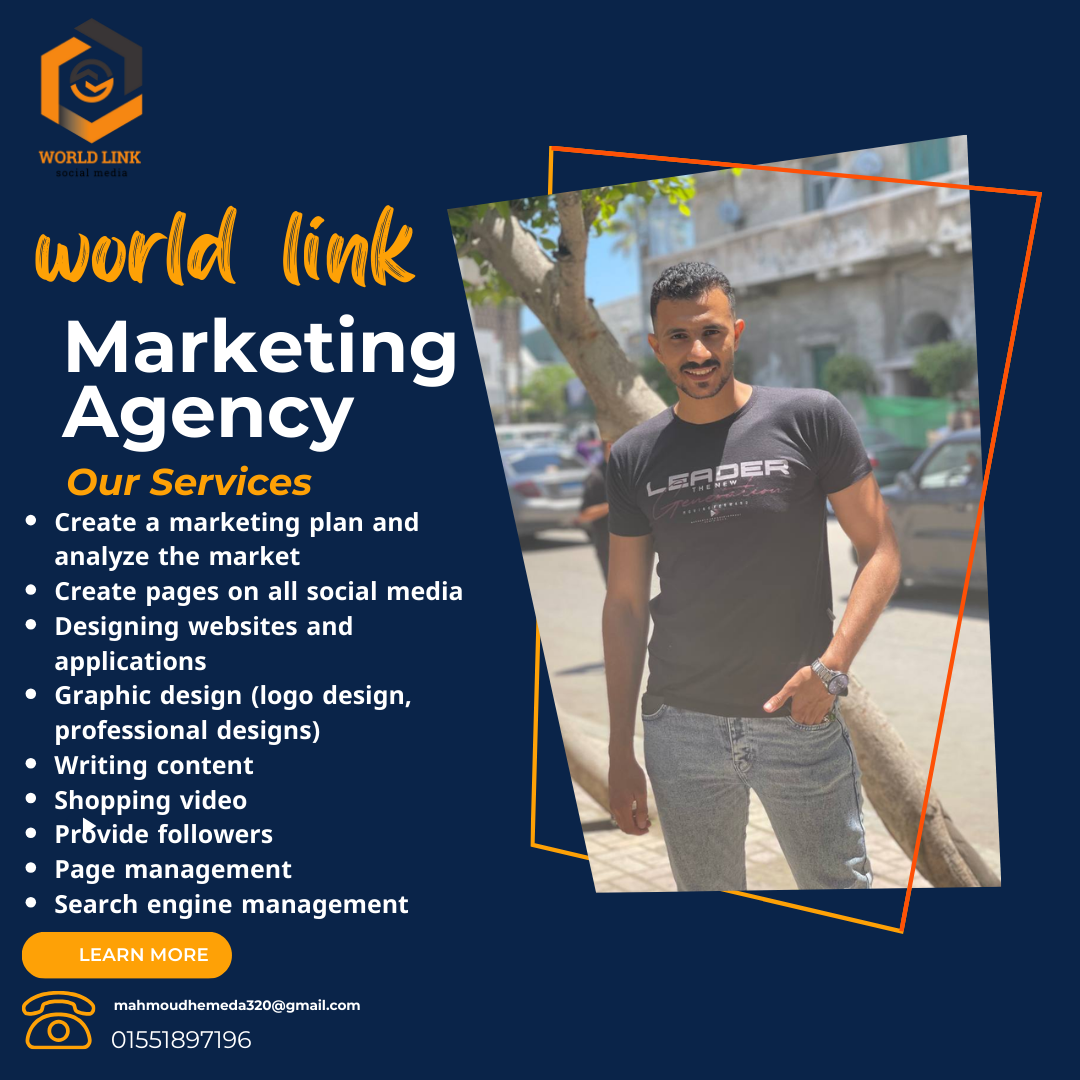 WORLD LINK
social media
world link
Marketing
Agency
Our Services
Create a marketing plan and
analyze the market
Create pages on all social media
Designing websites and
applications
Graphic design (logo design,
professional designs)
Writing content
Shopping video
Provide followers
Page management
Search engine management
LEARN MORE
mahmoudhemeda320@gmail.com
01551897196
LEADER
THE NEW
Generation